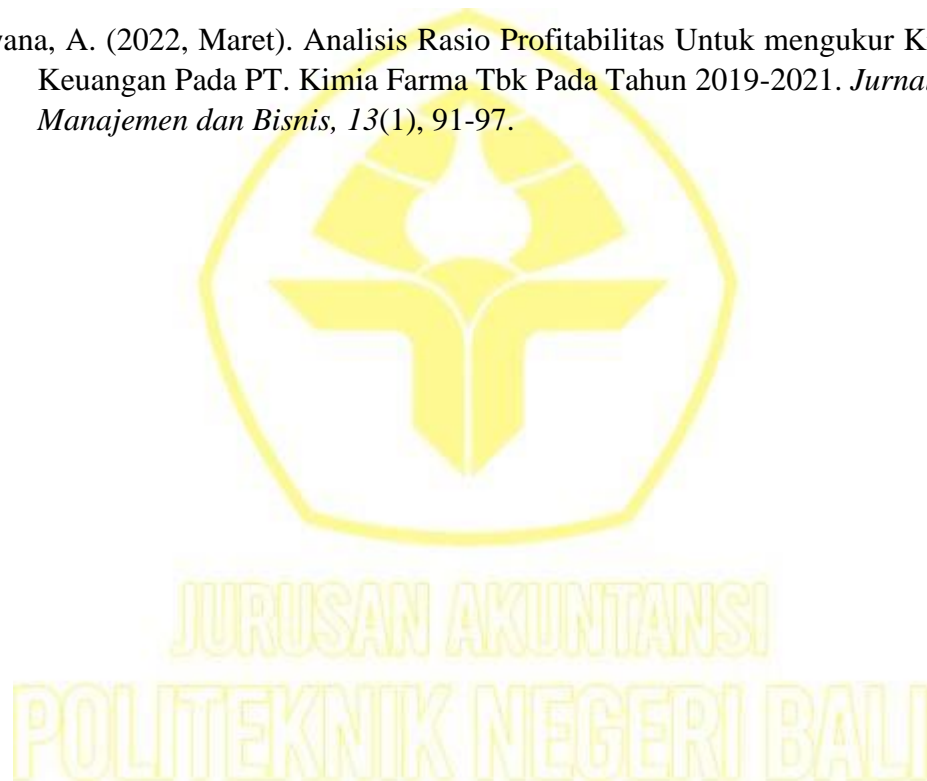 vana, A. (2022, Maret). Analisis Rasio Profitabilitas Untuk mengukur K
Keuangan Pada PT. Kimia Farma Tbk Pada Tahun 2019-2021. Jurna
Manajemen dan Bisnis, 13(1), 91-97.
JURUSAN AKUNTANSI
POLITEKNIK NEGERI BALI